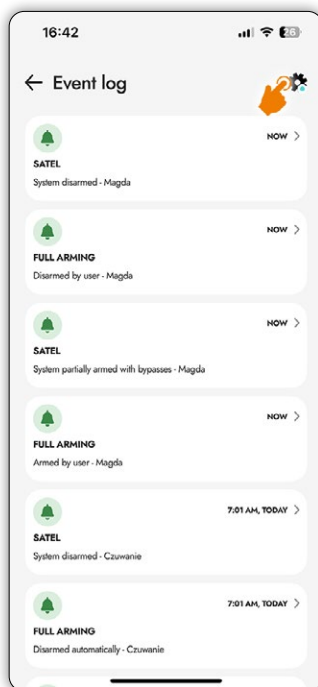 16:42
26
Event log
NOW
SATEL
System disarmed - Magda
NOW
FULL ARMING
Disarmed by user - Magda
NOW
SATEL
System partially armed with bypasses - Magda
NOW
FULL ARMING
Armed by user - Magda
7:01 AM, TODAY
SATEL
System disarmed - Czuwanie
7:01 AM, TODAY
FULL ARMING
Disarmed automatically - Czuwanie